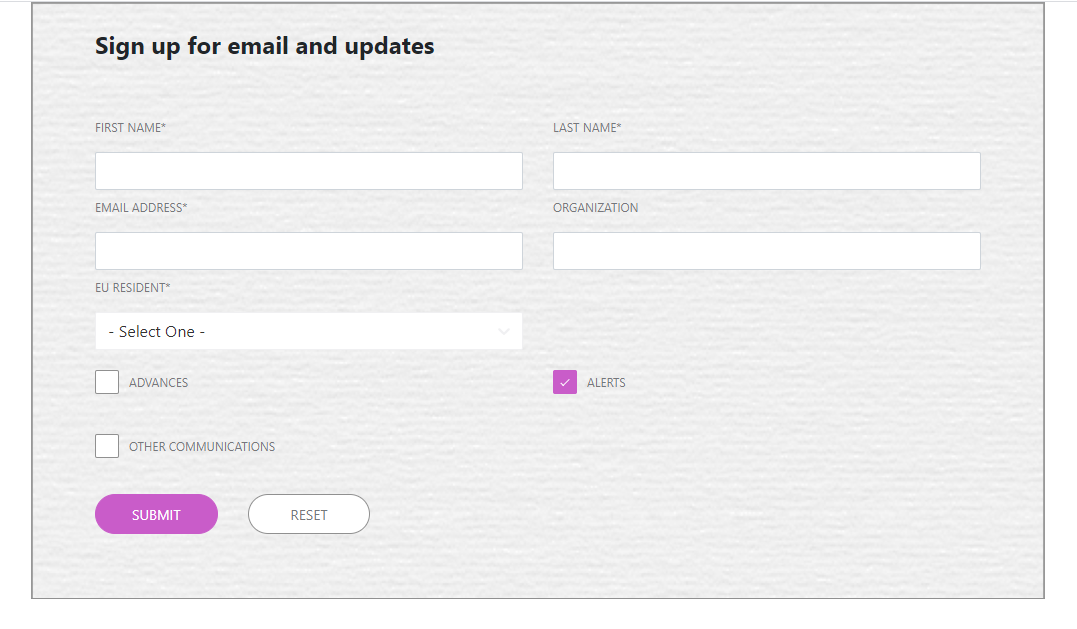 Sign up for email and updates
FIRST NAME*
LAST NAME*
EMAIL ADDRESS*
ORGANIZATION
EU RESIDENT*
- Select One -
ADVANCES
ALERTS
OTHER COMMUNICATIONS
SUBMIT
RESET